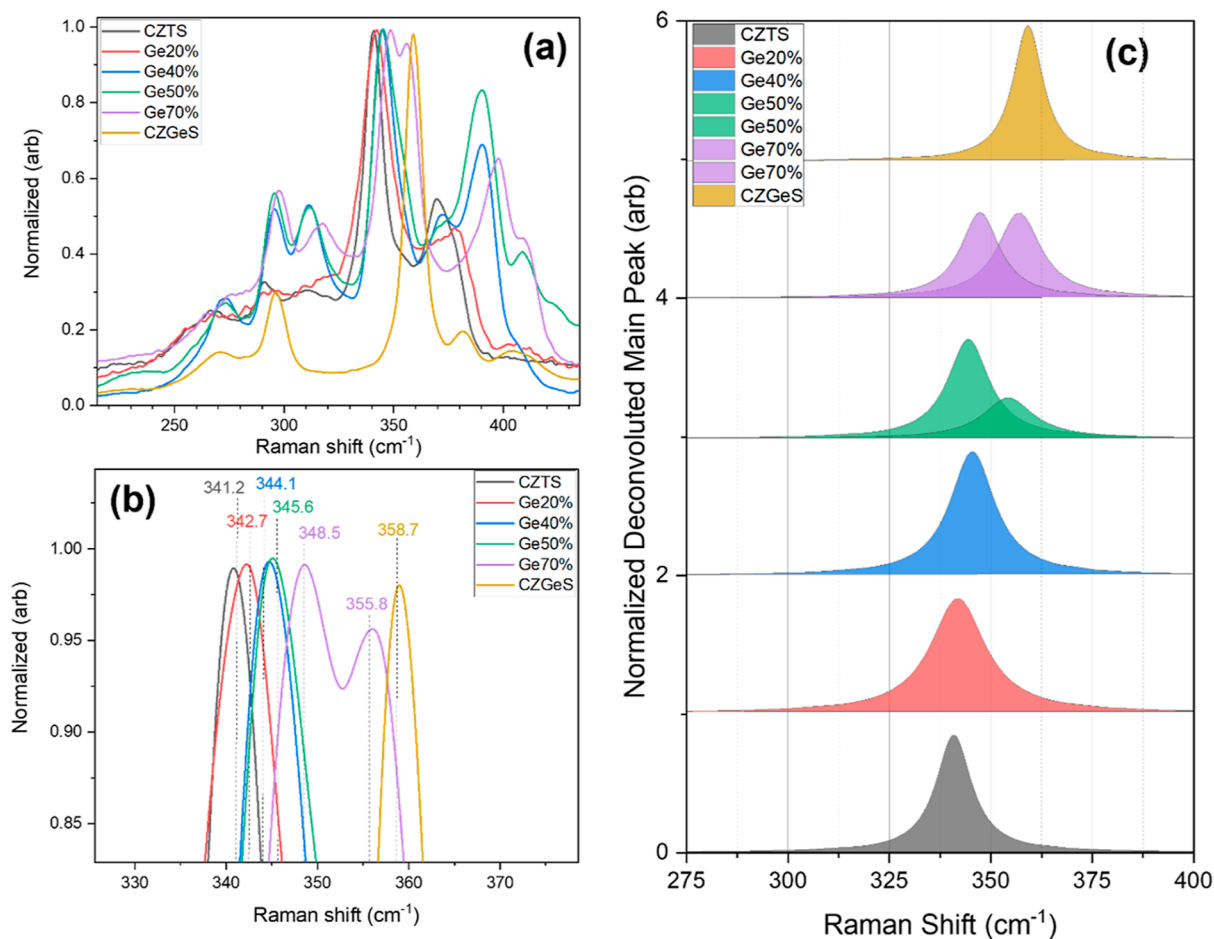 (a)
CZTS
Ge20%
Ge40%
Ge50%
Ge70%
CZGeS
1.0
0.8
0.6
0.4
0.2
0.0
Normalized (arb)
250 300 350 400
Raman shift (cm-1)
(b)
CZTS
Ge20%
Ge40%
Ge50%
Ge70%
CZGeS
341.2
344.1
342.7
345.6
348.5
358.7
355.8
1.00
0.95
0.90
0.85
Normalized (arb)
330 340 350 360 370
Raman shift (cm-1)
(c)
CZTS
Ge20%
Ge40%
Ge50%
Ge50%
Ge70%
Ge70%
CZGeS
6
4
2
0
Normalized Deconvoluted Main Peak (arb)
275 300 325 350 375 400
Raman Shift (cm-1)